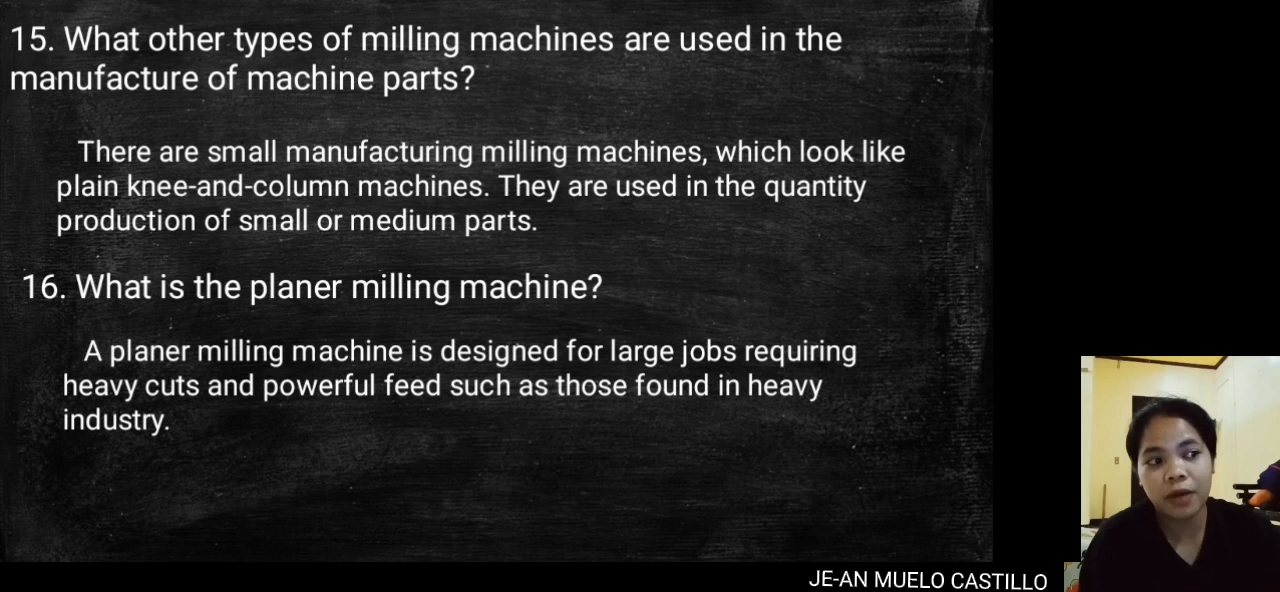 15. What other types of milling machines are used in the
manufacture of machine parts?
There are small manufacturing milling machines, which look like
plain knee-and-column machines. They are used in the quantity
production of small or medium parts.
16. What is the planer milling machine?
A planer milling machine is designed for large jobs requiring
heavy cuts and powerful feed such as those found in heavy
industry.
JE-AN MUELO CASTILLO